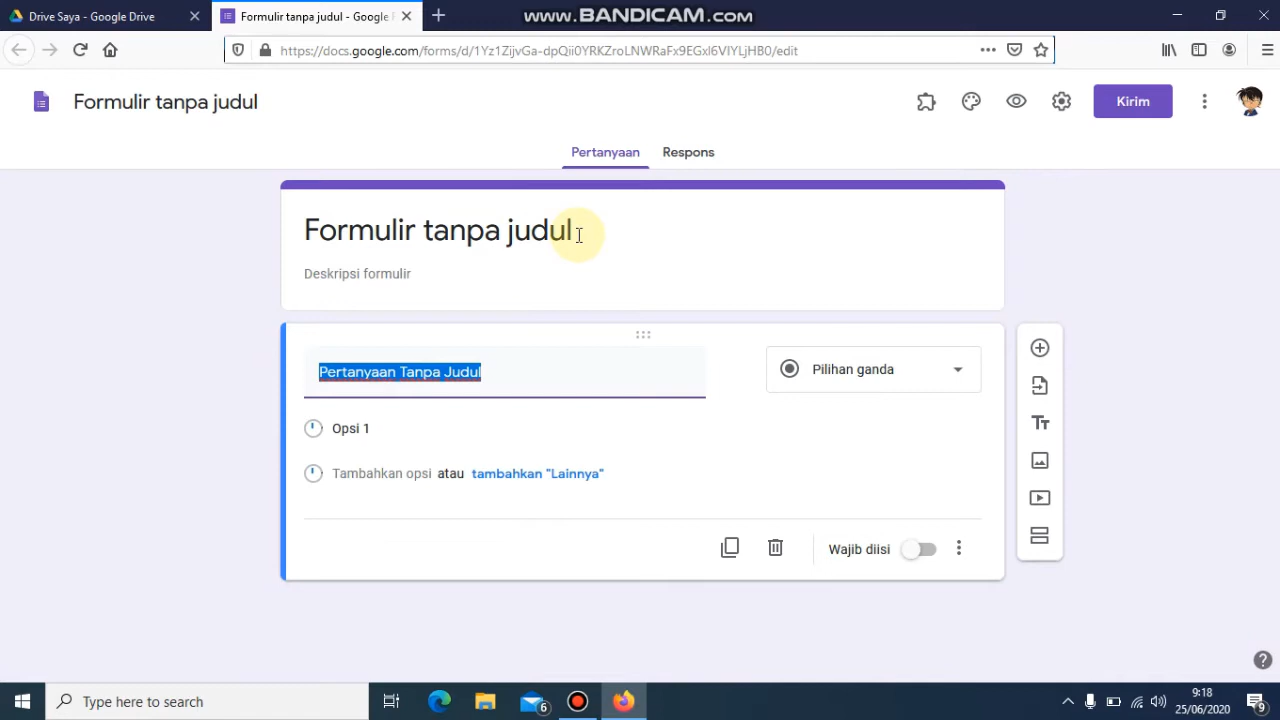 Drive Saya - Google Drive
Formulir tanpa judul - Google F
www.BANDICAM.com
https://docs.google.com/forms/d/1Yz1ZijvGa-dpQii0YRKZroLNWRaFx9EGxl6VIYLjHB0/edit
Formulir tanpa judul
Kirim
Pertanyaan
Respons
Formulir tanpa judul
Deskripsi formulir
Pertanyaan Tanpa Judul
Pilihan ganda
Opsi 1
Tambahkan opsi atau tambahkan "Lainnya"
Wajib diisi
Type here to search
6
9:18
25/06/2020
9